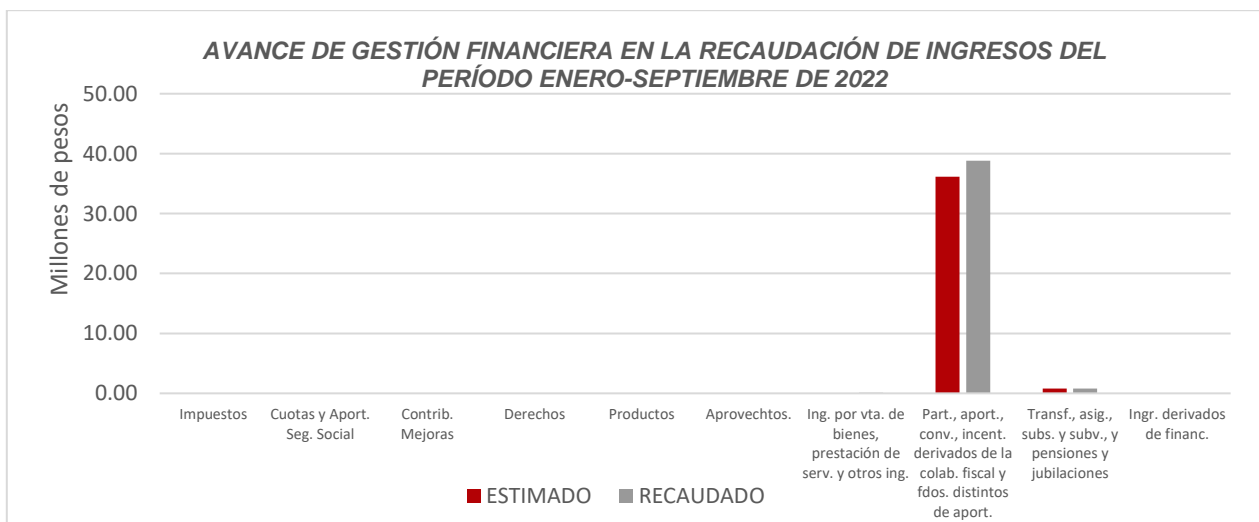 AVANCE DE GESTIÓN FINANCIERA EN LA RECAUDACIÓN DE INGRESOS DEL
PERÍODO ENERO-SEPTIEMBRE DE 2022
Millones de pesos
50.00
40.00
30.00
20.00
10.00
0.00
Impuestos
Cuotas y Aport.
Seg. Social
Contrib.
Mejoras
Derechos
Productos
Aprovechtos.
Ing. por vta. de
bienes,
prestación de
serv. y otros ing.
Part., aport.,
conv., incent.
derivados de la
colab. fiscal y
fdos. distintos
de aport.
Transf., asig.,
subs. y subv., y
pensiones y
jubilaciones
Ingr. derivados
de financ.
ESTIMADO
RECAUDADO